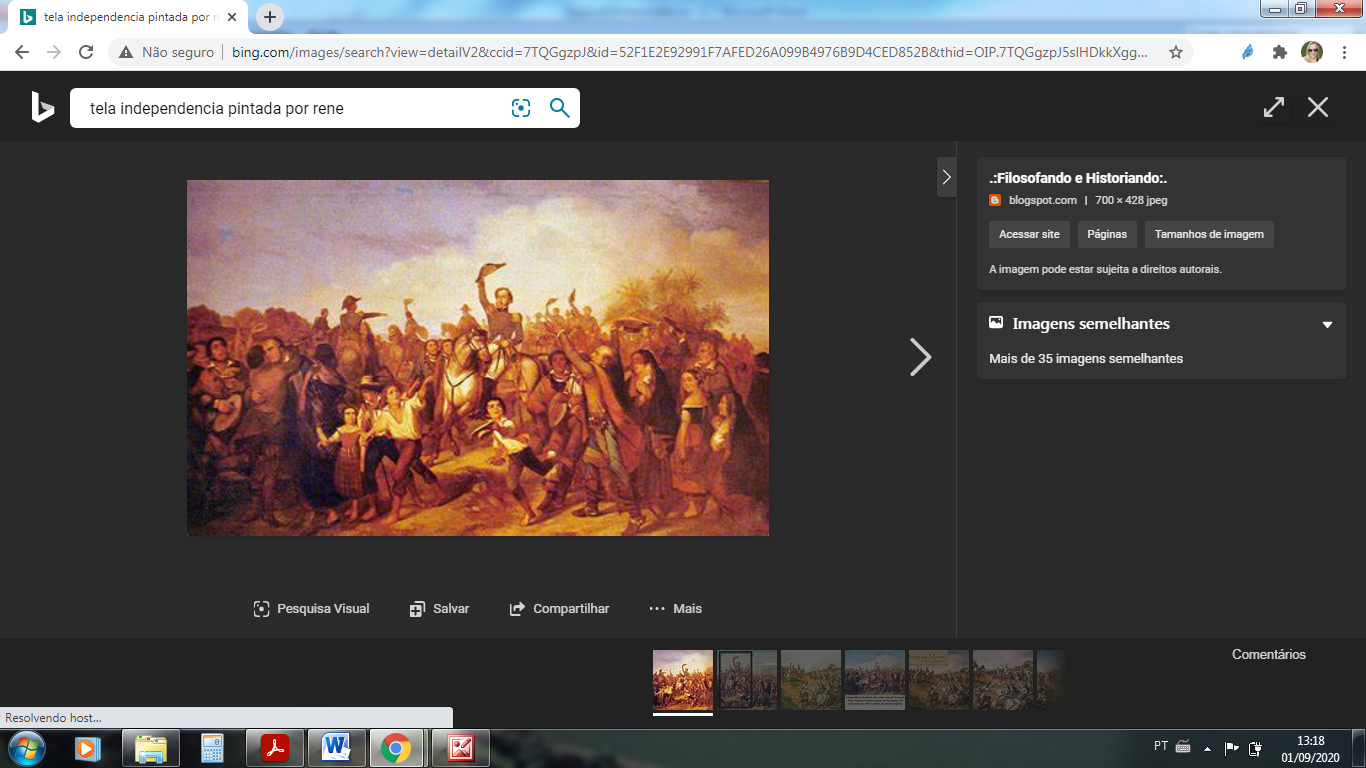 tela independencia pintada por r
Não seguro
bing.com/images/search?view=detailV2&ccid=7TQGgzpJ&id=52F1E2E92991F7AFED26A099B4976B9D4CED852B&thid=OIP.7TQGgzpJ5slHDkkXgg...
tela independencia pintada por rene
.:Filosofando e Historiando:.
blogspot.com | 700 × 428 jpeg
Acessar site Páginas Tamanhos de imagem
A imagem pode estar sujeita a direitos autorais.
Imagens semelhantes
Mais de 35 imagens semelhantes
Pesquisa Visual Salvar Compartilhar Mais
Comentários
Resolvendo host...
PT
13:18
01/09/2020